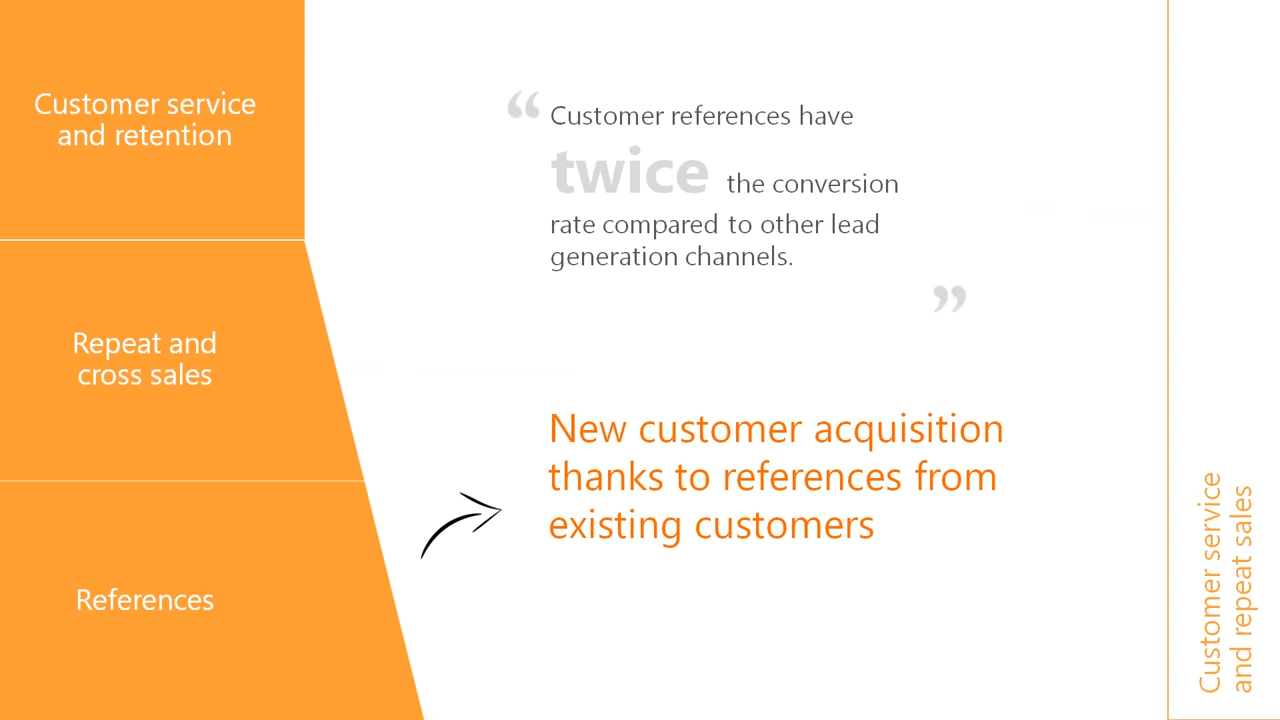 Customer service
and retention
Repeat and
cross sales
References
“ Customer references have
twice the conversion
rate compared to other lead
generation channels.
”
New customer acquisition
thanks to references from
existing customers
Customer service
and repeat sales